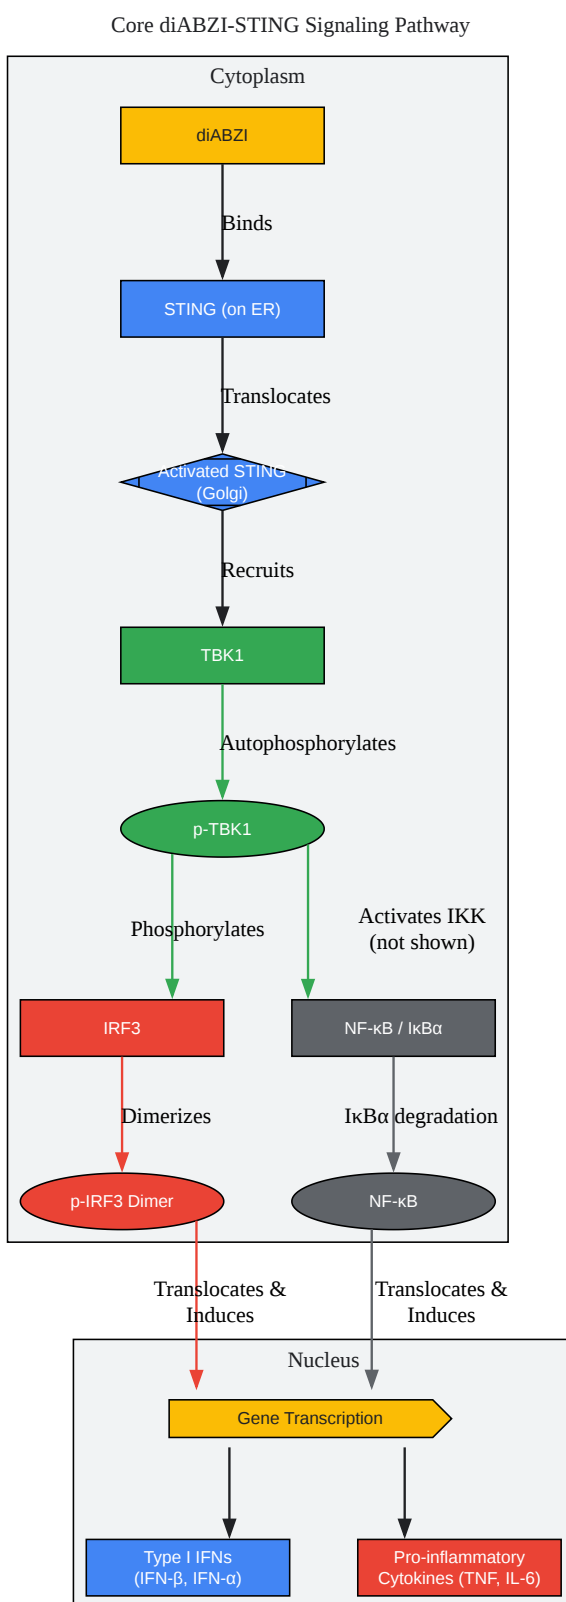 Core diABZI-STING Signaling Pathway
Cytoplasm
diABZI
Binds
STING (on ER)
Translocates
Activated STING
(Golgi)
Recruits
TBK1
Autophosphorylates
p-TBK1
Phosphorylates
Activates IKK
(not shown)
IRF3
NF-κB / IκBα
Dimerizes
IκBα degradation
p-IRF3 Dimer
NF-κB
Translocates &
Induces
Translocates &
Induces
Nucleus
Gene Transcription
Type I IFNs
(IFN-β, IFN-α)
Pro-inflammatory
Cytokines (TNF, IL-6)